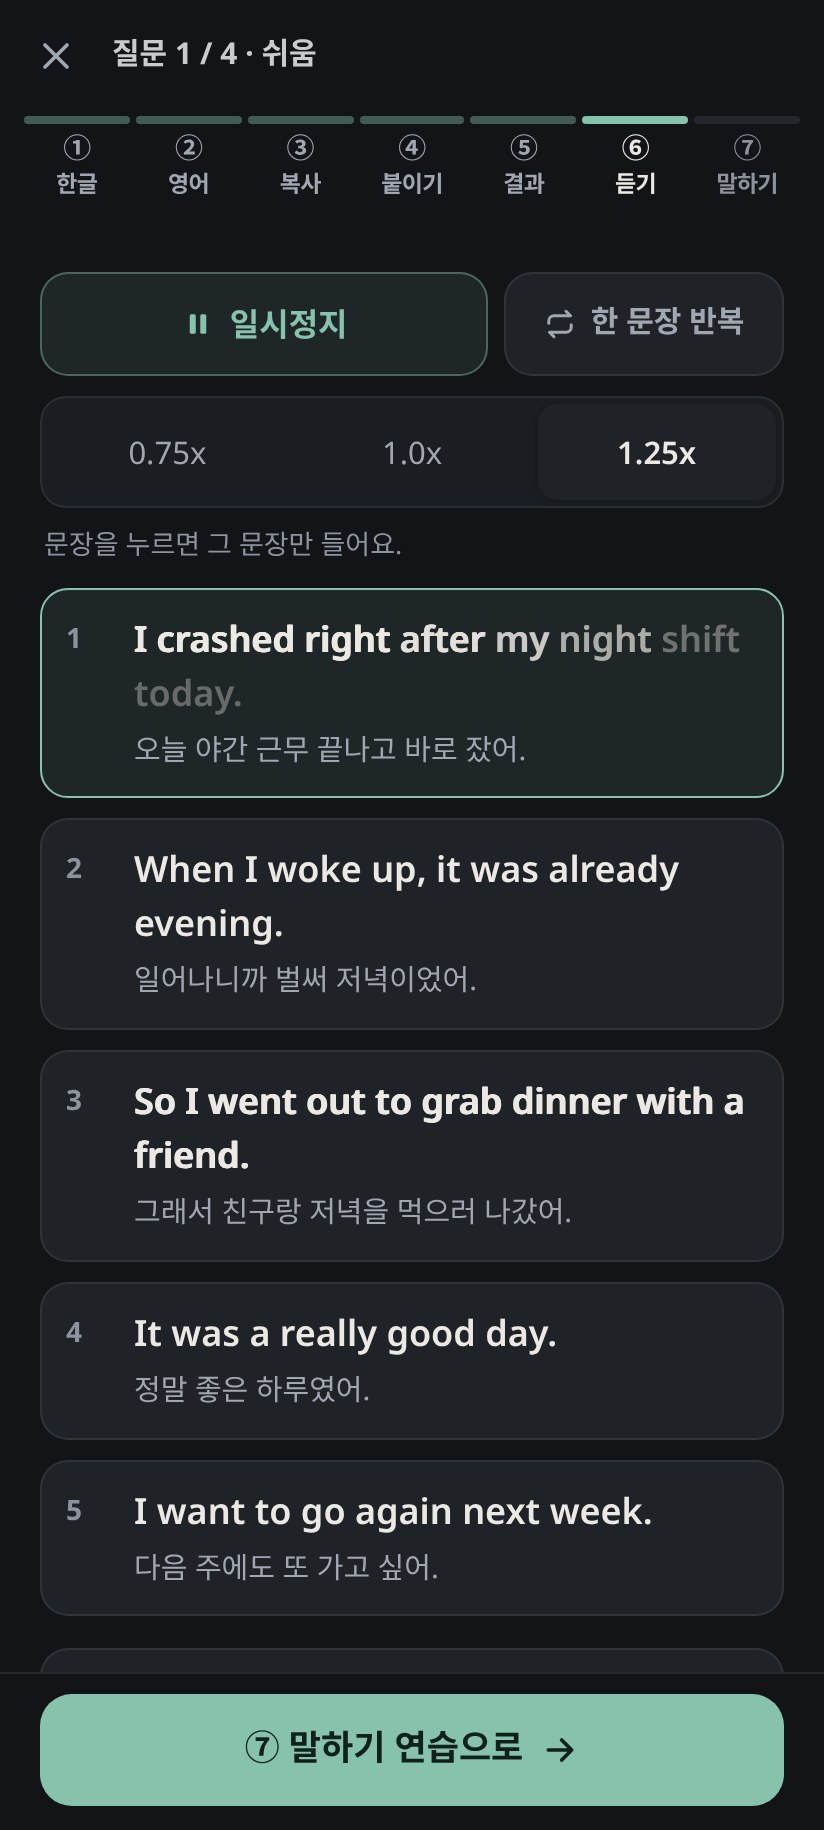 질문 1 / 4 · 쉬움
① ② ③ ④ ⑤ ⑥ ⑦
한글 영어 복사 붙이기 결과 듣기 말하기
일시정지 한 문장 반복
0.75x 1.0x 1.25x
문장을 누르면 그 문장만 들어요.
1 I crashed right after my night shift
today.
오늘 야간 근무 끝나고 바로 잤어.
2 When I woke up, it was already
evening.
일어나니까 벌써 저녁이었어.
3 So I went out to grab dinner with a
friend.
그래서 친구랑 저녁을 먹으러 나갔어.
4 It was a really good day.
정말 좋은 하루였어.
5 I want to go again next week.
다음 주에도 또 가고 싶어.
⑦ 말하기 연습으로 →